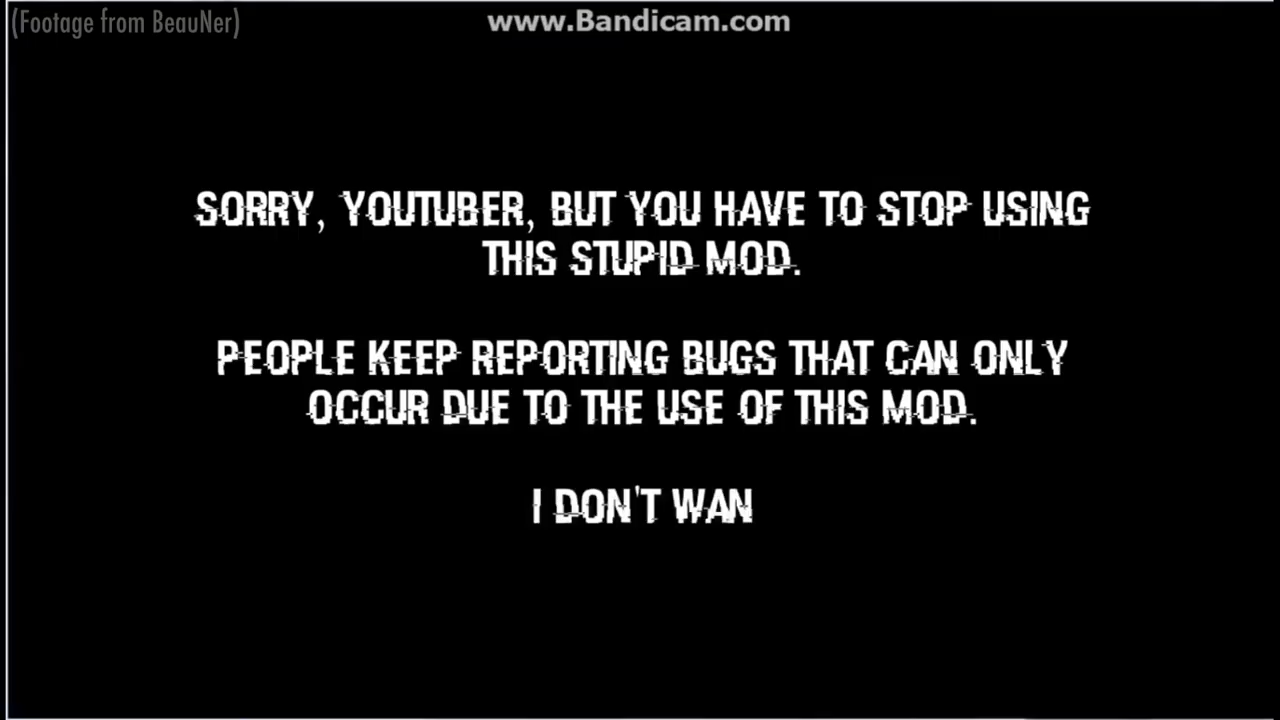 (Footage from BeauNer)
www.Bandicam.com
SORRY, YOUTUBER, BUT YOU HAVE TO STOP USING
THIS STUPID MOD.
PEOPLE KEEP REPORTING BUGS THAT CAN ONLY
OCCUR DUE TO THE USE OF THIS MOD.
I DON'T WAN